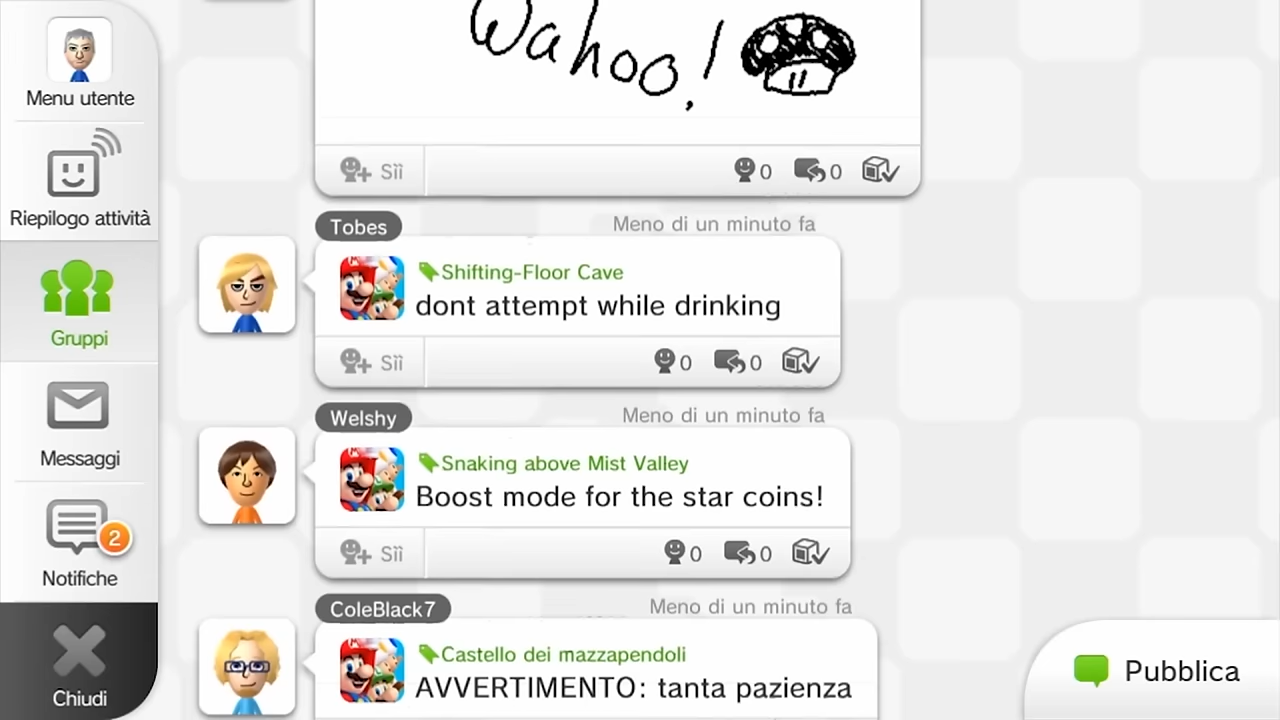 Menu utente
Riepilogo attività
Gruppi
Messaggi
2
Notifiche
Chiudi
Wahoo!
Sìì
0
0
Tobes
Meno di un minuto fa
Shifting-Floor Cave
dont attempt while drinking
Sìì
0
0
Welshy
Meno di un minuto fa
Snaking above Mist Valley
Boost mode for the star coins!
Sìì
0
0
ColeBlack7
Meno di un minuto fa
Castello dei mazzapendoli
AVVERTIMENTO: tanta pazienza
Pubblica